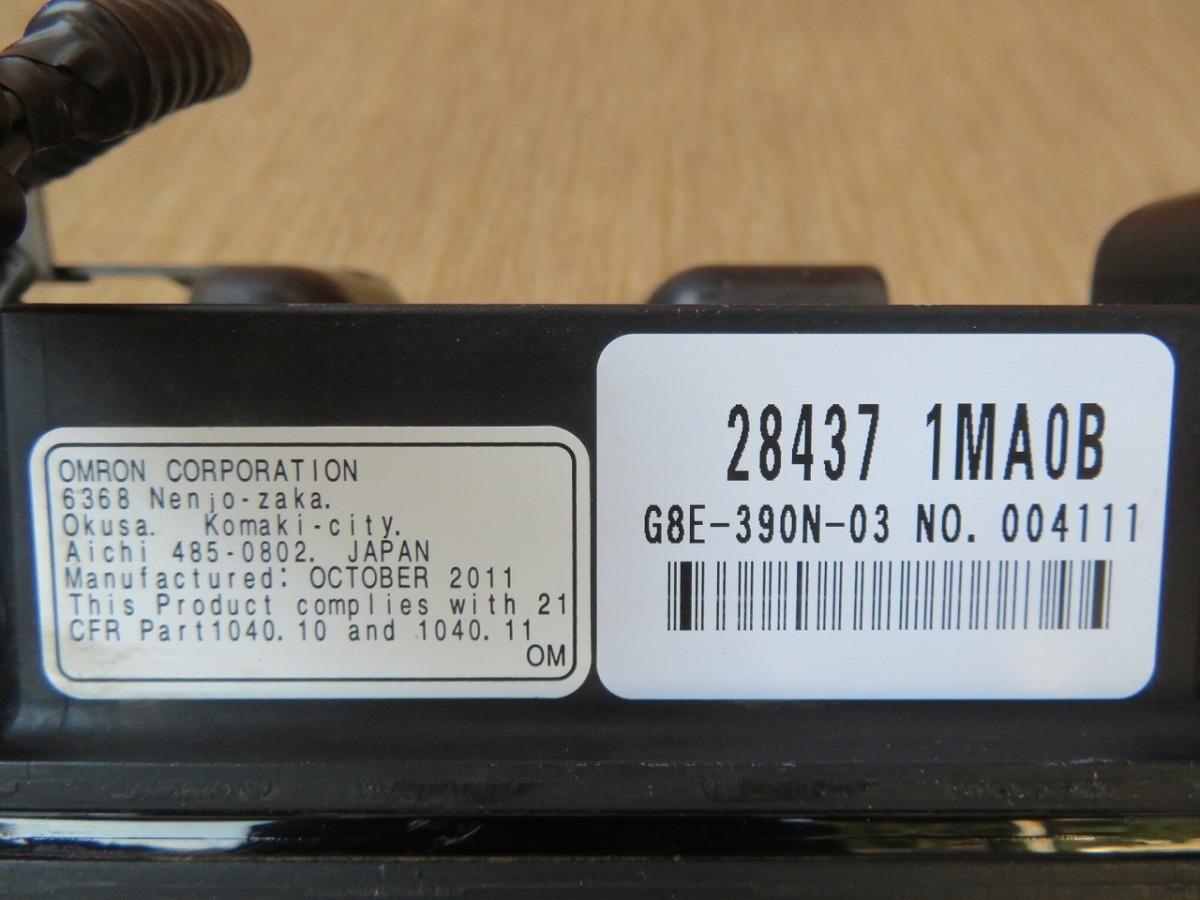 OMRON CORPORATION
6368 Nenjo-zaka.
Okusa. Komaki-city.
Aichi 485-0802. JAPAN
Manufactured: OCTOBER 2011
This Product complies with 21
CFR Part1040.10 and 1040.11
OM
28437 1MA0B
G8E-390N-03 NO. 004111